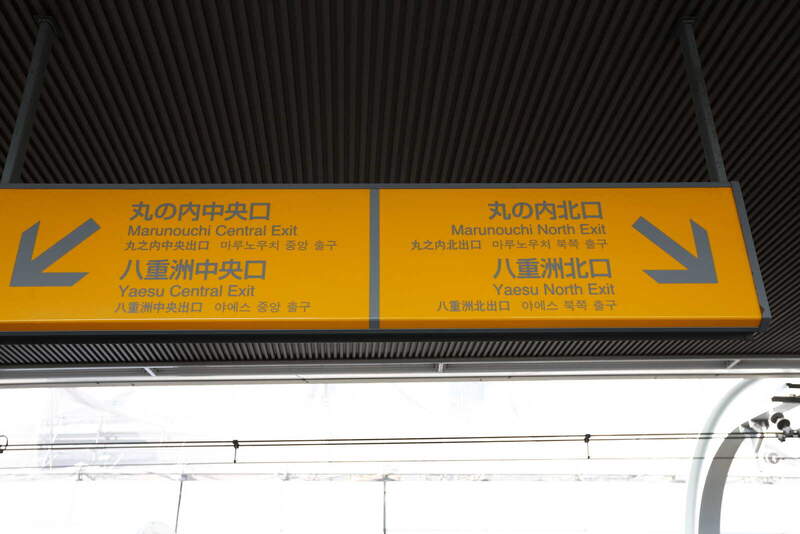 丸の内中央口
Marunouchi Central Exit
丸之内中央出口 마루노우치 중앙 출구
八重洲中央口
Yaesu Central Exit
八重洲中央出口 야에스 중앙 출구
丸の内北口
Marunouchi North Exit
丸之内北出口 마루노우치 북쪽 출구
八重洲北口
Yaesu North Exit
八重洲北出口 야에스 북쪽 출구